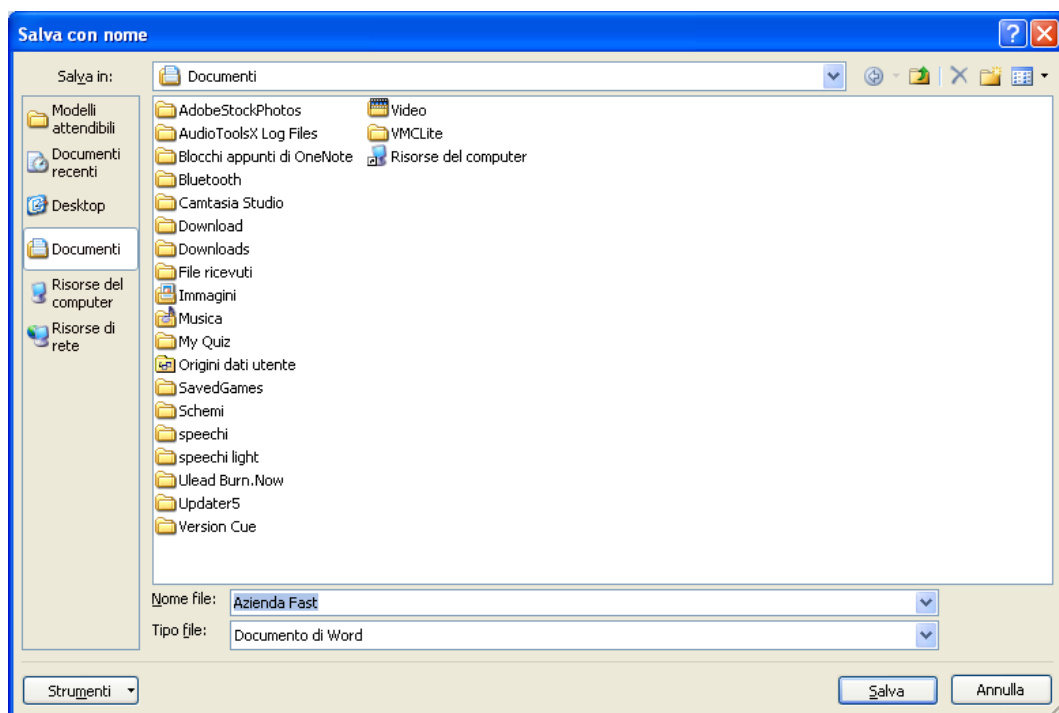 Salva con nome
Salva in:
Documenti
Modelli
attendibili
Documenti
recenti
Desktop
Documenti
Risorse del
computer
Risorse di
rete
AdobeStockPhotos
AudioToolsX Log Files
Blocchi appunti di OneNote
Bluetooth
Camtasia Studio
Download
Downloads
File ricevuti
Immagini
Musica
My Quiz
Origini dati utente
SavedGames
Schemi
speechi
speechi light
Ulead Burn.Now
Updater5
Version Cue
Video
VMCLite
Risorse del computer
Nome file:
Azienda Fast
Tipo file:
Documento di Word
Strumenti
Salva
Annulla